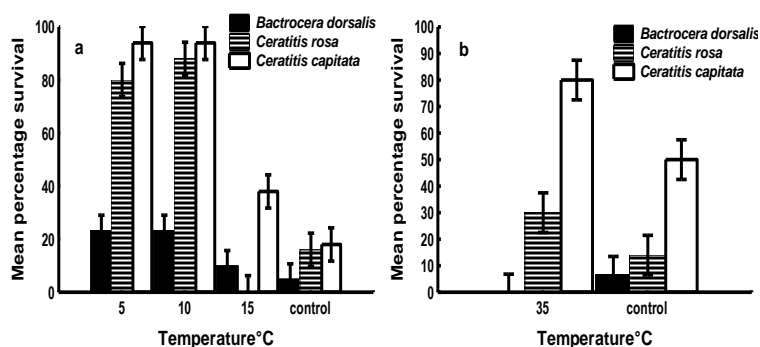 a
Bactrocera dorsalis
Ceratitis rosa
Ceratitis capitata
Mean percentage survival
100
80
60
40
20
0
5 10 15 control
Temperature°C
b
Bactrocera dorsalis
Ceratitis rosa
Ceratitis capitata
Mean percentage survival
100
90
80
70
60
50
40
30
20
10
0
35 control
Temperature°C